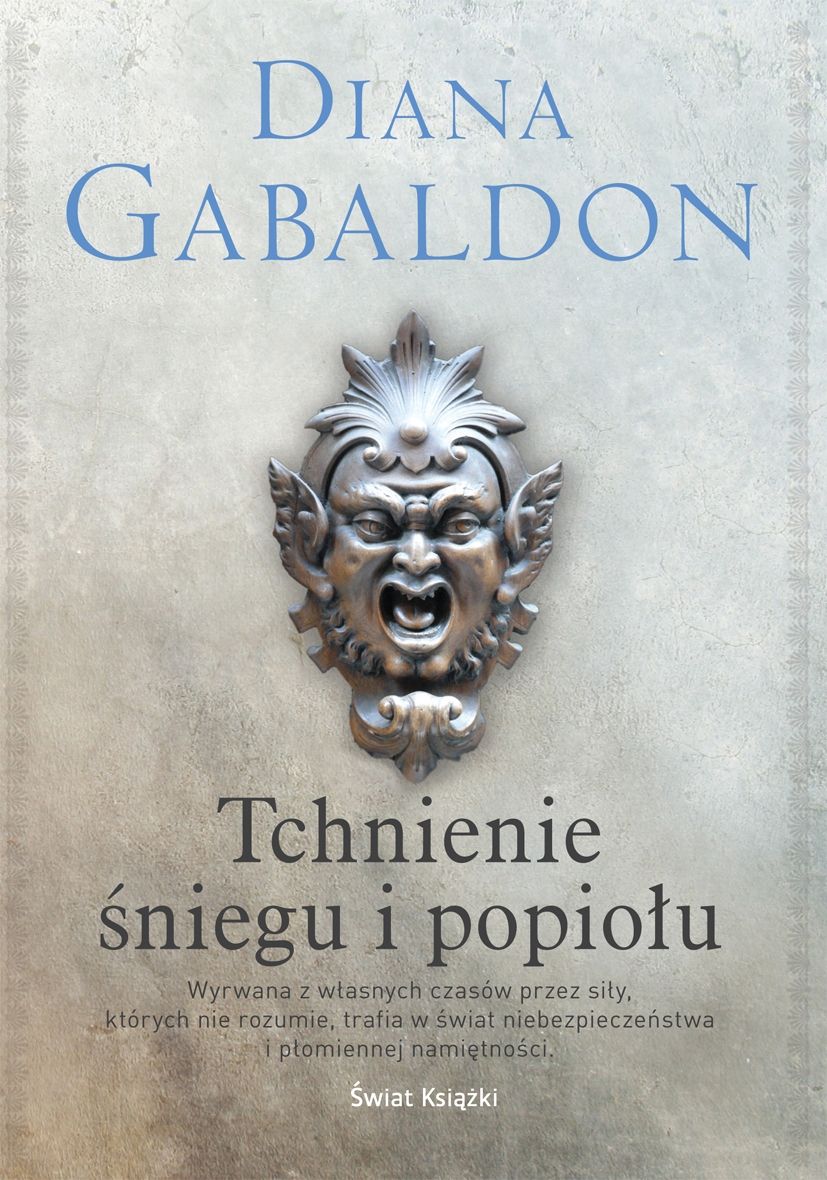 Diana
Gabaldon
Tchnienie
śniegu i popiołu
Wyrwana z własnych czasów przez siły,
których nie rozumie, trafia w świat niebezpieczeństwa
i płomiennej namiętności.
Świat Książki